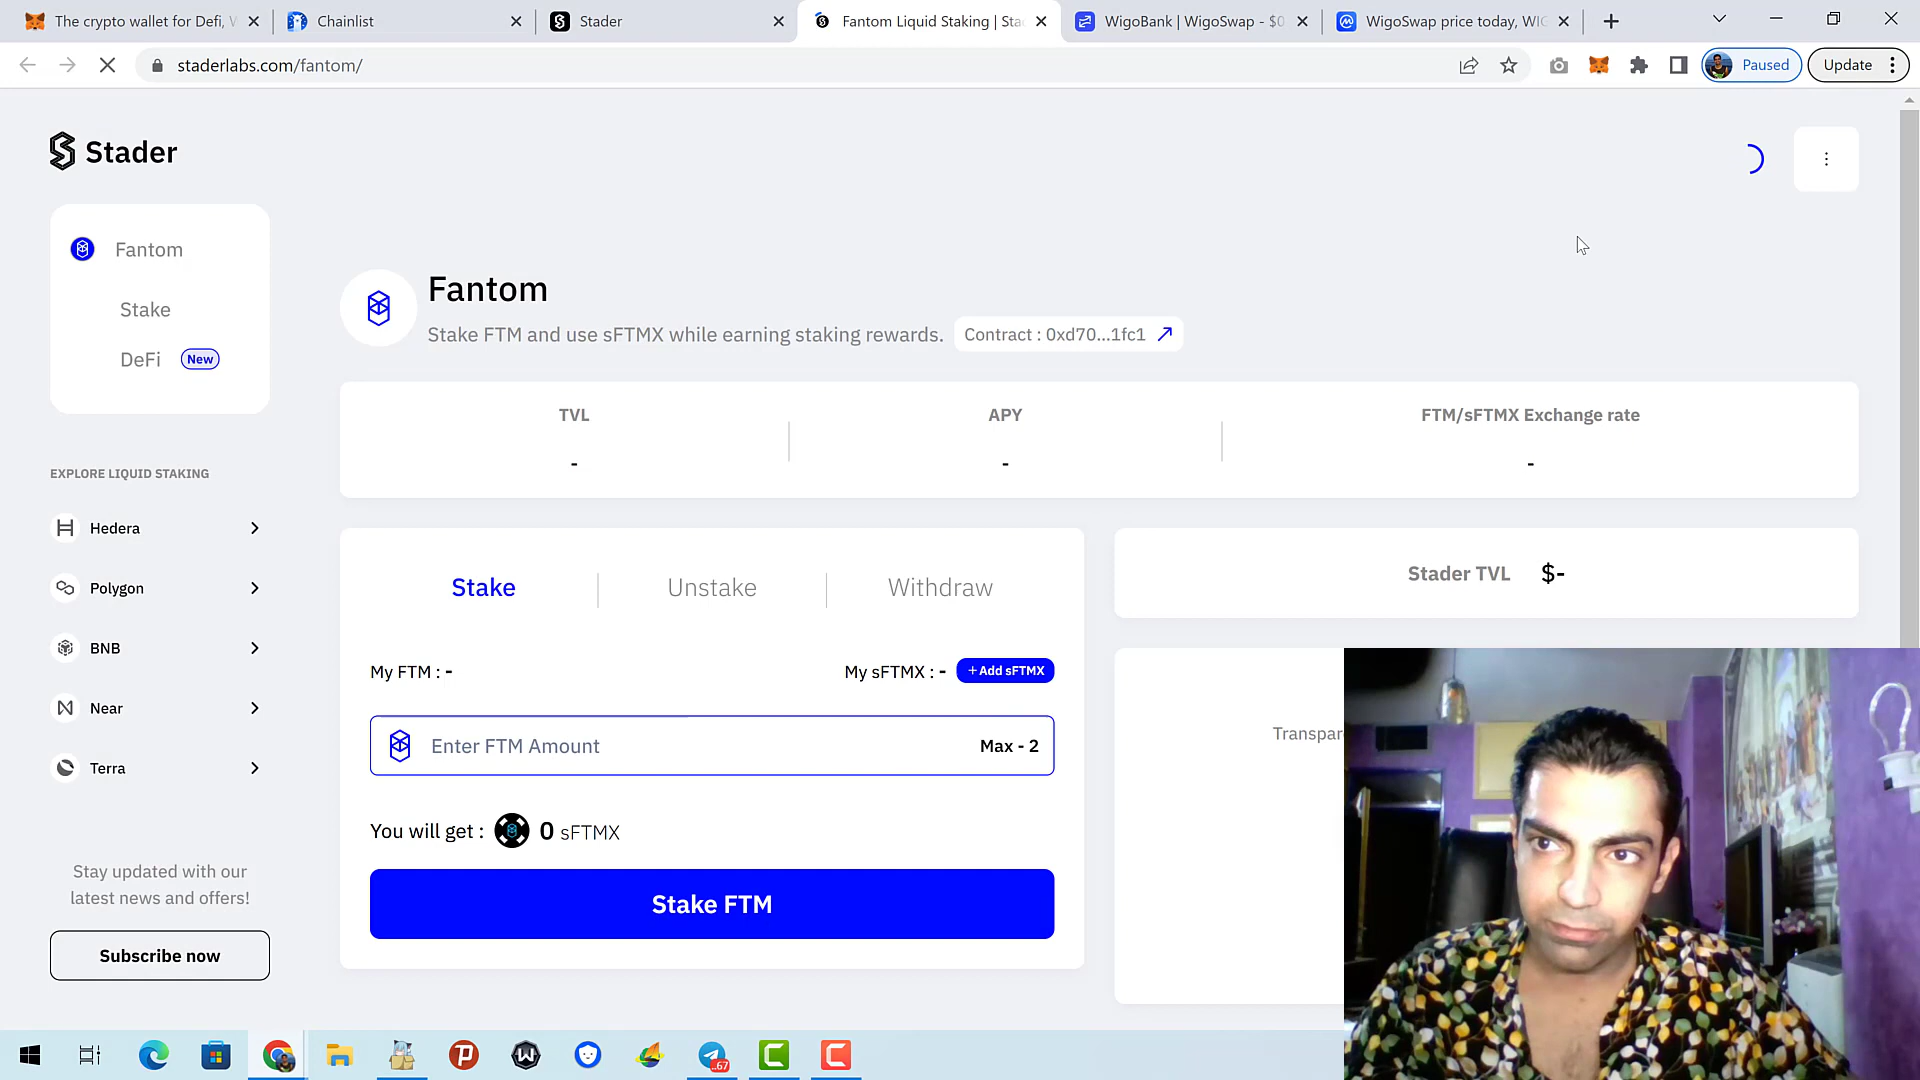 The crypto wallet for Defi, W
Chainlist
Stader
Fantom Liquid Staking | Sta
WigoBank | WigoSwap - $0
WigoSwap price today, WIG
staderlabs.com/fantom/
Paused
Update
Stader
Fantom
Stake
DeFi New
EXPLORE LIQUID STAKING
Hedera
Polygon
BNB
Near
Terra
Stay updated with our
latest news and offers!
Subscribe now
Fantom
Stake FTM and use sFTMX while earning staking rewards.
Contract : 0xd70...1fc1
TVL
-
APY
-
FTM/sFTMX Exchange rate
-
Stake
Unstake
Withdraw
My FTM : -
My sFTMX : -
+ Add sFTMX
Enter FTM Amount
Max - 2
You will get : 0 sFTMX
Stake FTM
Stader TVL $-
Transpar
..67